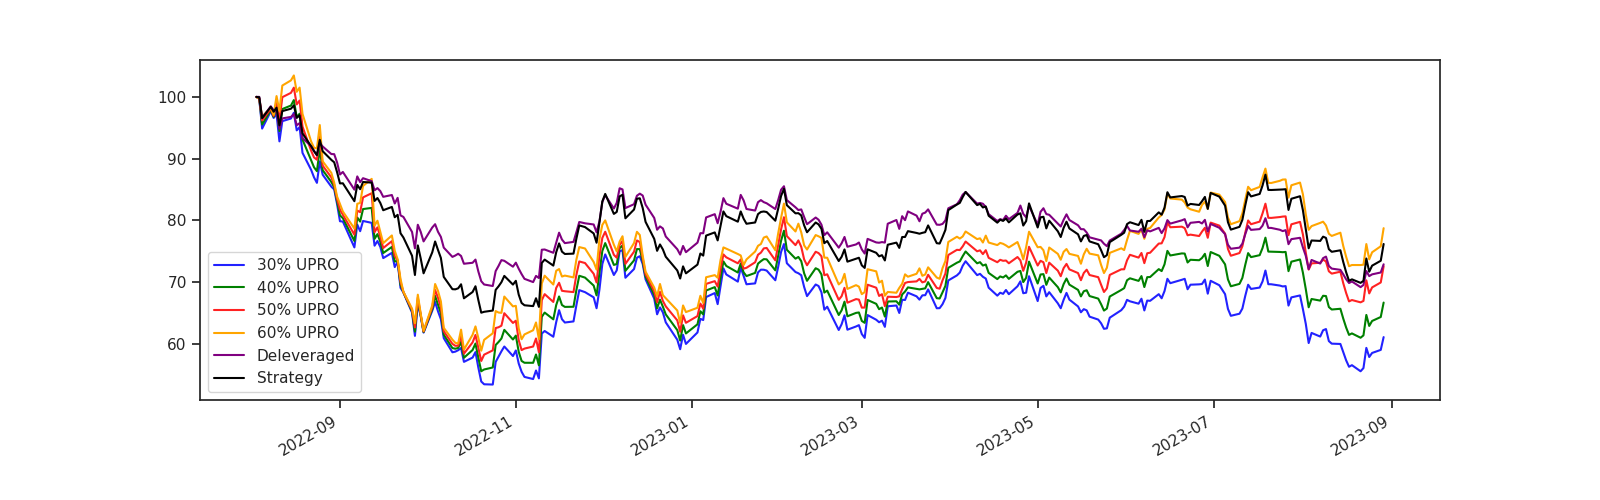 100
90
80
70
60
30% UPRO
40% UPRO
50% UPRO
60% UPRO
Deleveraged
Strategy
2022-09
2022-11
2023-01
2023-03
2023-05
2023-07
2023-09